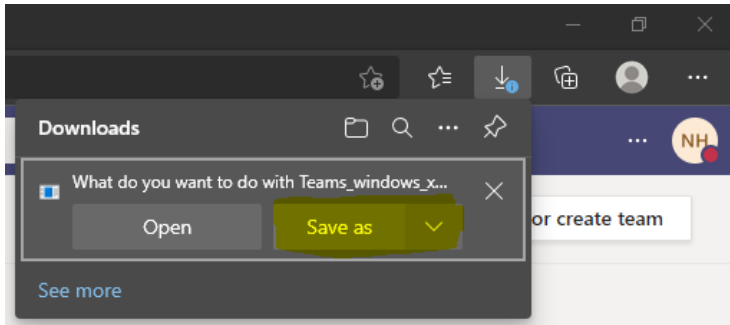 Downloads
NH
What do you want to do with Teams_windows_x...
Open
Save as
or create team
See more